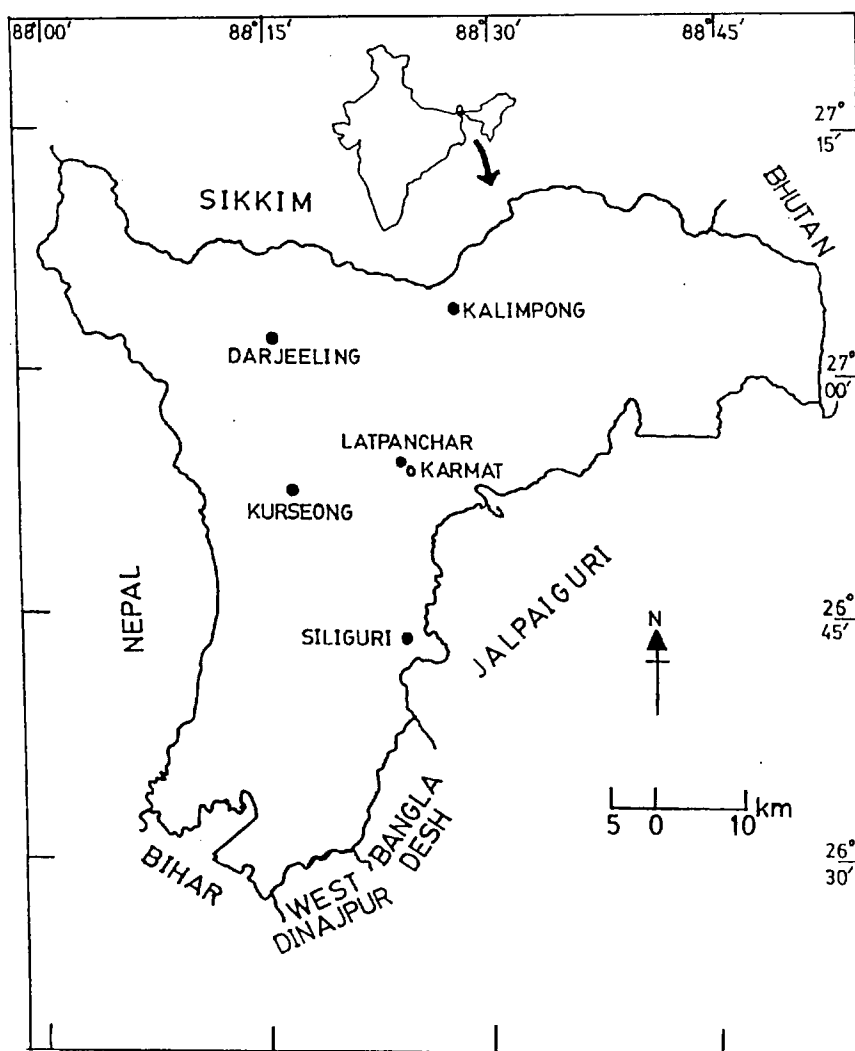 88°00′ 88°15′ 88°30′ 88°45′
27°
15′
SIKKIM
BHUTAN
KALIMPONG
DARJEELING
27°
00′
LATPANCHAR
KARMAT
KURSEONG
NEPAL
JALPAIGURI
26°
45′
SILIGURI
N
5 0 10 km
BANGLA
DESH
BIHAR
WEST
DINAJPUR
26°
30′